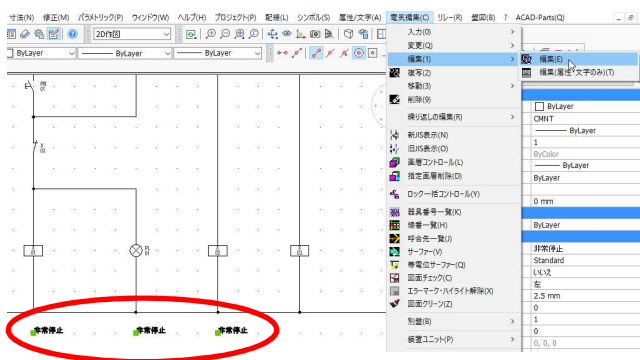 寸法(N) 修正(M) パラメトリック(P) ウィンドウ(W) ヘルプ(H) プロジェクト(P) 配線(L) シンボル(S) 属性/文字(A) 電気編集(C) リレー(R) 盤図(B) ? ACAD-Parts(Q)
2D作図
ByLayer ByLayer ByLayer
入力(O)
変更(Q)
編集(1)
編集(E)
複写(2)
編集(属性・文字のみ)(T)
移動(3)
削除(9)
繰り返しの編集(R)
新JIS表示(N)
旧JIS表示(O)
画層コントロール(L)
指定画層削除(D)
ロック一括コントロール(Y)
器具番号一覧(K)
線番一覧(H)
呼合先一覧(J)
サーファー(V)
等電位サーファー(Q)
図面チェック(C)
エラーマーク・ハイライト解除(X)
図面クリーン(Z)
別盤(B)
装置ユニット(P)
ByLayer
CMNT
ByLayer
1
ByColor
ByLayer
ByLayer
0 mm
ByLayer
非常停止
Standard
いいえ
左
2.5 mm
0
1
0
0, 0, 0
非常停止 非常停止 非常停止